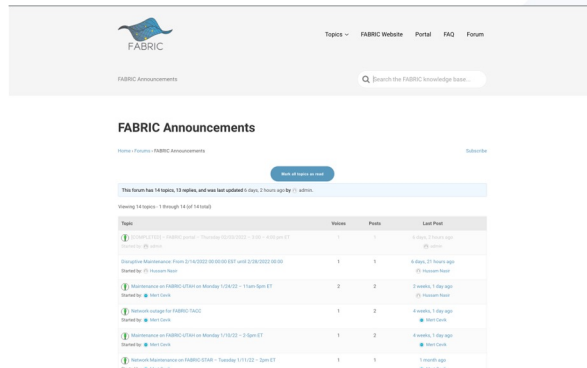 FABRIC
Topics FABRIC Website Portal FAQ Forum
FABRIC Announcements
Search the FABRIC knowledge base...
FABRIC Announcements
Home › Forums › FABRIC Announcements
Subscribe
Mark all topics as read
This forum has 14 topics, 13 replies, and was last updated 6 days, 2 hours ago by admin.
Viewing 14 topics - 1 through 14 (of 14 total)
Topic Voices Posts Last Post
[COMPLETED] – FABRIC portal – Thursday 02/03/2022 – 1 1 6 days, 2 hours ago
Started by: admin admin
Disruptive Maintenance: From 2/14/2022 00:00:00 EST until 2/28/2022 00:00 1 1 6 days, 21 hours ago
Started by: Hussam Nasir Hussam Nasir
Maintenance on FABRIC-UTAH on Monday 1/24/22 – 11am-5pm ET 2 2 2 weeks, 1 day ago
Started by: Mert Cevik Hussam Nasir
Network outage for FABRIC-TACC 1 2 4 weeks, 1 day ago
Started by: Mert Cevik Mert Cevik
Maintenance on FABRIC-UTAH on Monday 1/10/22 – 2-5pm ET 1 2 4 weeks, 1 day ago
Started by: Mert Cevik Mert Cevik
Network Maintenance on FABRIC-STAR – Tuesday 1/11/22 – 2pm ET 1 1 1 month ago